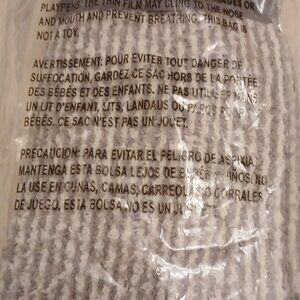 PLAYPENS. THE THIN FILM MAY CLING TO THE NOSE
AND MOUTH AND PREVENT BREATHING. THIS BAG IS
NOT A TOY.
AVERTISSEMENT: POUR EVITER TOUT DANGER DE
SUFFOCATION, GARDEZ CE SAC HORS DE LA PORTÉE
DES BÉBÉS ET DES ENFANTS. NE PAS UTILISER DANS
UN LIT D'ENFANT, LITS, LANDAUS OU PARCS POUR
BÉBÉS. CE SAC N'EST PAS UN JOUET.
PRECAUCION: PARA EVITAR EL PELIGRO DE ASFIXIA,
MANTENGA ESTA BOLSA LEJOS DE BEBÉS Y NIÑOS. NO
LA USE EN CUNAS, CAMAS, CARREOLAS O CORRALES
DE JUEGO. ESTA BOLSA NO ES UN JUGUETE.